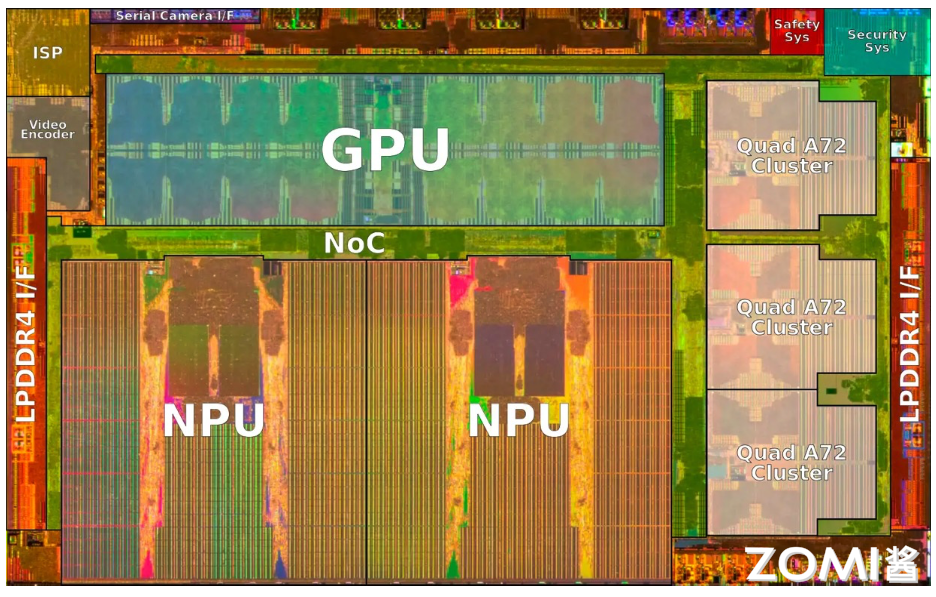 Serial Camera I/F
ISP
Safety
Sys
Security
Sys
Video
Encoder
GPU
Quad A72
Cluster
NoC
LPDDR4 I/F
NPU
NPU
Quad A72
Cluster
LPDDR4 I/F
Quad A72
Cluster
ZOMI酱